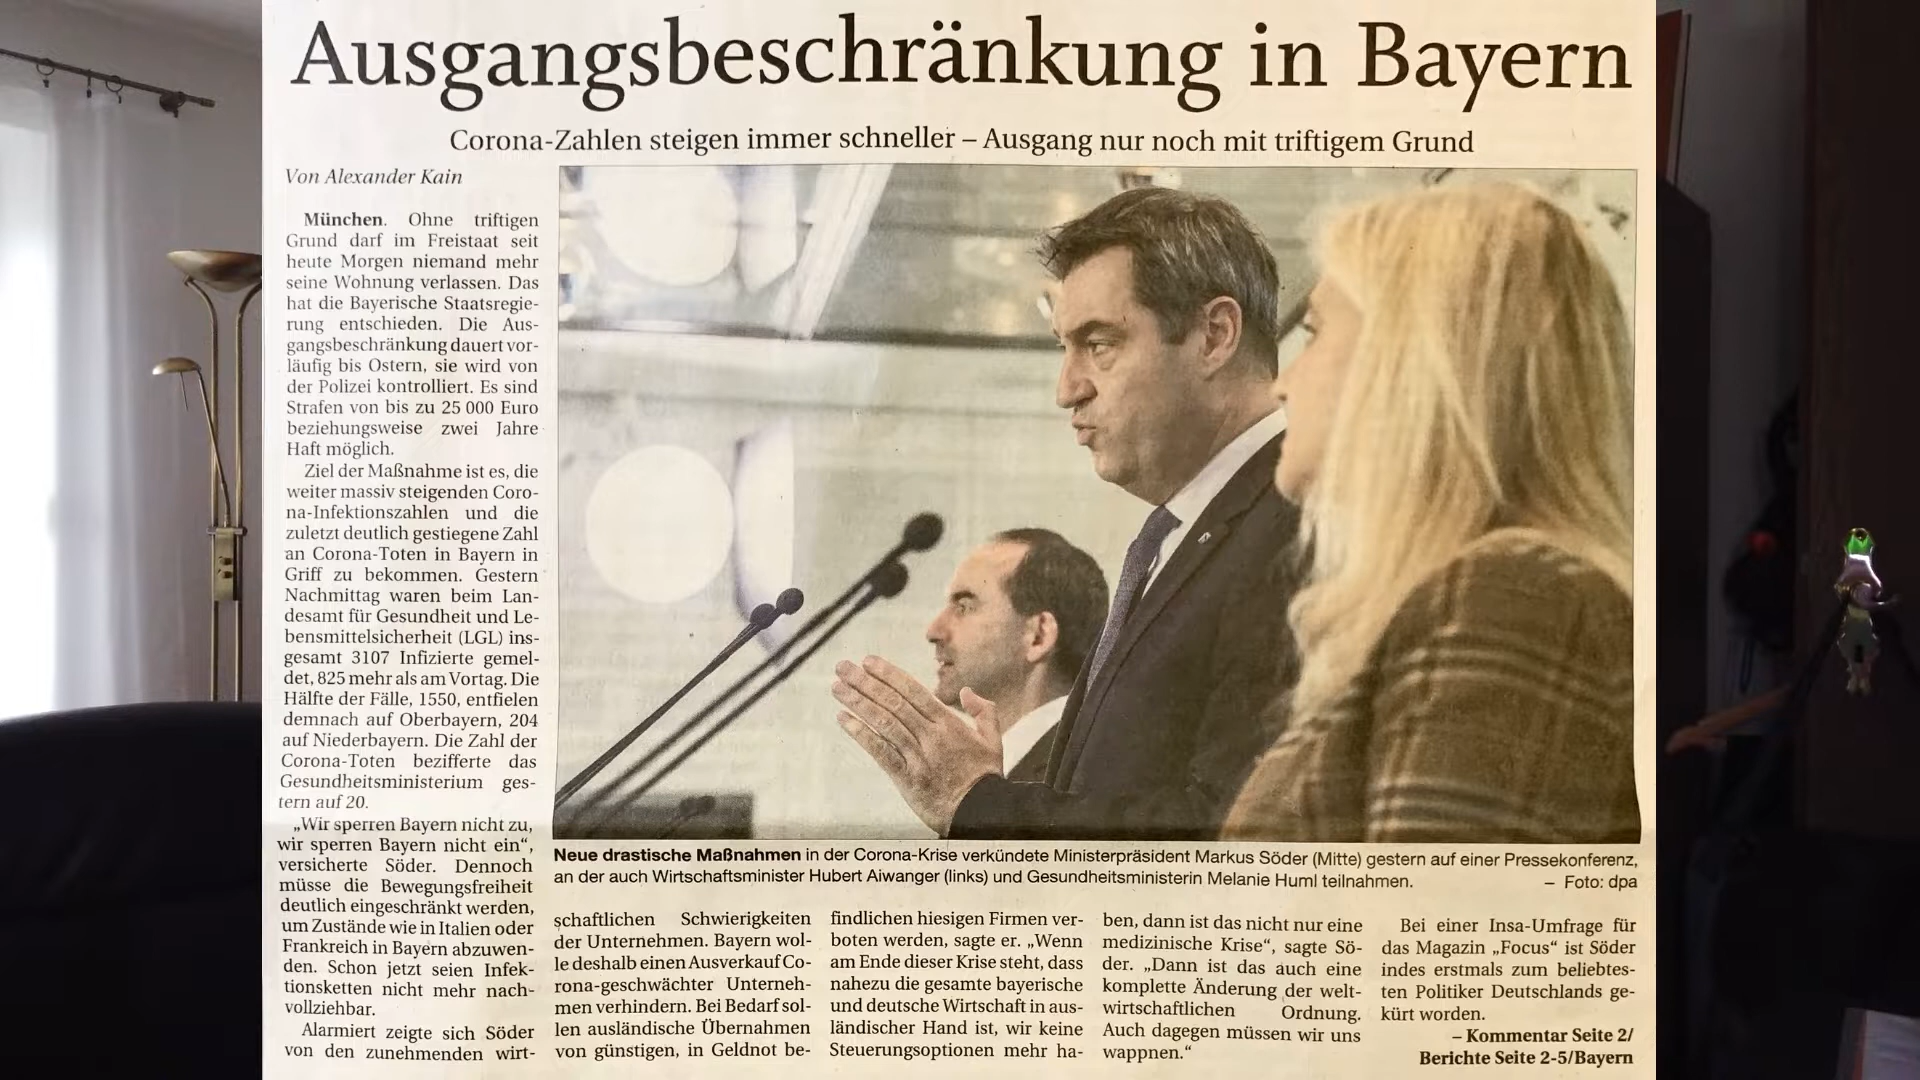 Ausgangsbeschränkung in Bayern
Corona-Zahlen steigen immer schneller – Ausgang nur noch mit triftigem Grund
Von Alexander Kain
München. Ohne triftigen
Grund darf im Freistaat seit
heute Morgen niemand mehr
seine Wohnung verlassen. Das
hat die Bayerische Staatsregie-
rung entschieden. Die Aus-
gangsbeschränkung dauert vor-
läufig bis Ostern, sie wird von
der Polizei kontrolliert. Es sind
Strafen von bis zu 25 000 Euro
beziehungsweise zwei Jahre
Haft möglich.
Ziel der Maßnahme ist es, die
weiter massiv steigenden Coro-
na-Infektionszahlen und die
zuletzt deutlich gestiegene Zahl
an Corona-Toten in Bayern in
Griff zu bekommen. Gestern
Nachmittag waren beim Lan-
desamt für Gesundheit und Le-
bensmittelsicherheit (LGL) ins-
gesamt 3107 Infizierte gemel-
det, 825 mehr als am Vortag. Die
Hälfte der Fälle, 1550, entfielen
demnach auf Oberbayern, 204
auf Niederbayern. Die Zahl der
Corona-Toten bezifferte das
Gesundheitsministerium ges-
tern auf 20.
„Wir sperren Bayern nicht zu,
wir sperren Bayern nicht ein“,
versicherte Söder. Dennoch
müsse die Bewegungsfreiheit
deutlich eingeschränkt werden,
um Zustände wie in Italien oder
Frankreich in Bayern abzuwen-
den. Schon jetzt seien Infek-
tionsketten nicht mehr nach-
vollziehbar.
Alarmiert zeigte sich Söder
von den zunehmenden wirt-
Neue drastische Maßnahmen in der Corona-Krise verkündete Ministerpräsident Markus Söder (Mitte) gestern auf einer Pressekonferenz,
an der auch Wirtschaftsminister Hubert Aiwanger (links) und Gesundheitsministerin Melanie Huml teilnahmen. – Foto: dpa
schaftlichen Schwierigkeiten
der Unternehmen. Bayern wol-
le deshalb einen Ausverkauf Co-
rona-geschwächter Unterneh-
men verhindern. Bei Bedarf sol-
len ausländische Übernahmen
von günstigen, in Geldnot be-
findlichen hiesigen Firmen ver-
boten werden, sagte er. „Wenn
am Ende dieser Krise steht, dass
nahezu die gesamte bayerische
und deutsche Wirtschaft in aus-
ländischer Hand ist, wir keine
Steuerungsoptionen mehr ha-
ben, dann ist das nicht nur eine
medizinische Krise“, sagte Sö-
der. „Dann ist das auch eine
komplette Änderung der welt-
wirtschaftlichen Ordnung.
Auch dagegen müssen wir uns
wappnen.“
Bei einer Insa-Umfrage für
das Magazin „Focus“ ist Söder
indes erstmals zum beliebtes-
ten Politiker Deutschlands ge-
kürt worden.
– Kommentar Seite 2/
Berichte Seite 2-5/Bayern